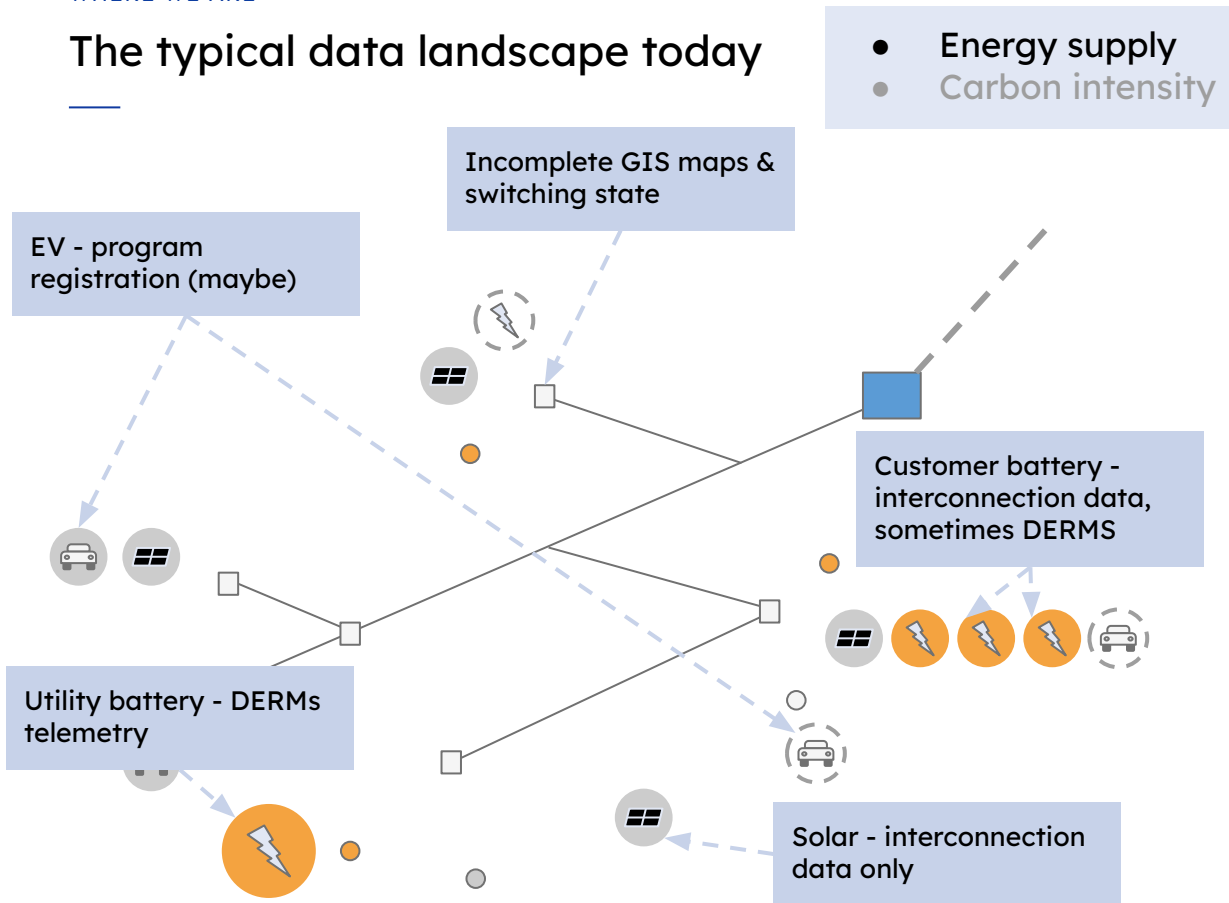 The typical data landscape today
● Energy supply
● Carbon intensity
Incomplete GIS maps &
switching state
EV - program
registration (maybe)
Customer battery -
interconnection data,
sometimes DERMS
Utility battery - DERMs
telemetry
Solar - interconnection
data only